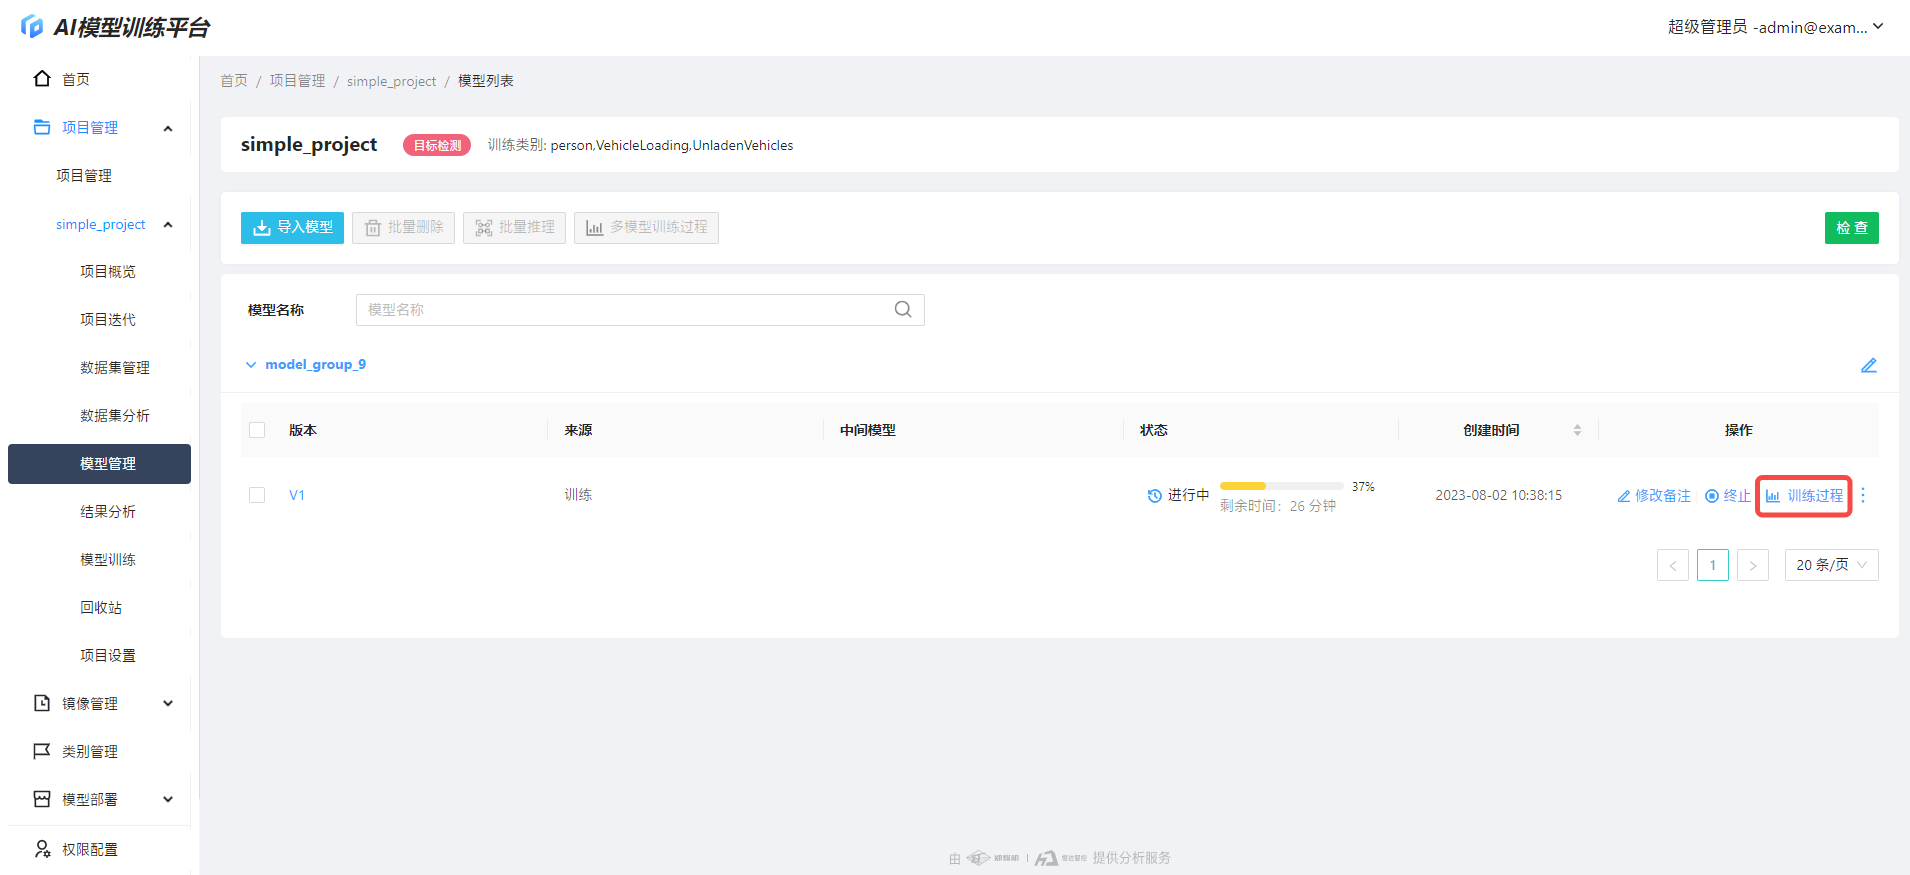 AI模型训练平台
超级管理员 -admin@exam...
首页
项目管理
项目管理
simple_project
项目概览
项目迭代
数据集管理
数据集分析
模型管理
结果分析
模型训练
回收站
项目设置
镜像管理
类别管理
模型部署
权限配置
首页 / 项目管理 / simple_project / 模型列表
simple_project 目标检测 训练类别: person,VehicleLoading,UnladenVehicles
导入模型 批量删除 批量推理 多模型训练过程 检 查
模型名称 模型名称
model_group_9
版本 来源 中间模型 状态 创建时间 操作
V1 训练 进行中 37% 2023-08-02 10:38:15 修改备注 终止 训练过程
剩余时间：26 分钟
< 1 > 20 条/页
由 郑煤机 | 恒达智控 提供分析服务